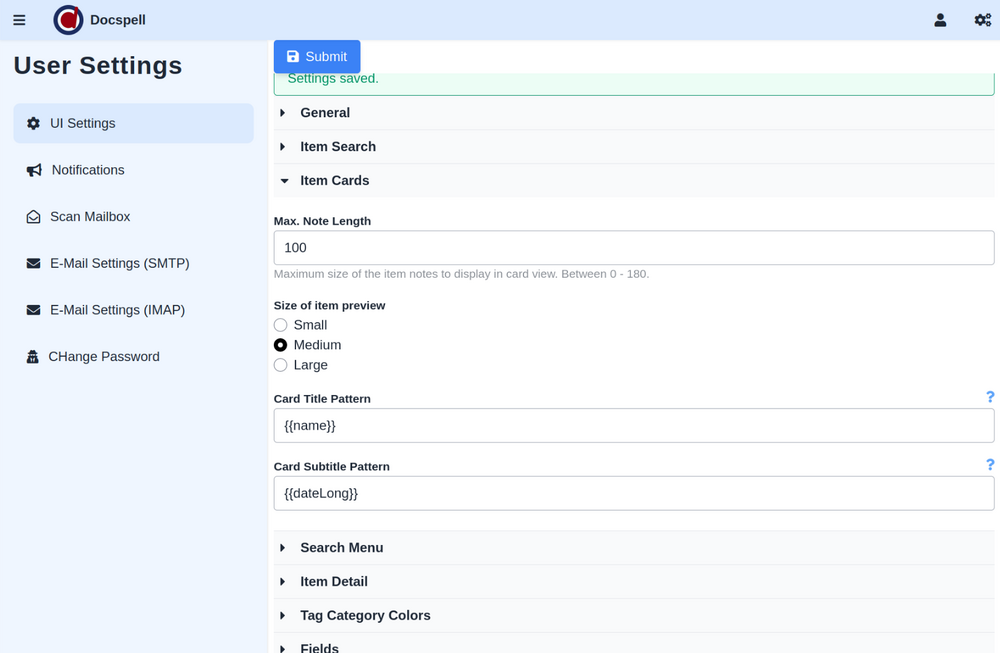 Docspell
User Settings
UI Settings
Notifications
Scan Mailbox
E-Mail Settings (SMTP)
E-Mail Settings (IMAP)
CHange Password
Submit
Settings saved.
General
Item Search
Item Cards
Max. Note Length
100
Maximum size of the item notes to display in card view. Between 0 - 180.
Size of item preview
Small
Medium
Large
Card Title Pattern ?
{{name}}
Card Subtitle Pattern ?
{{dateLong}}
Search Menu
Item Detail
Tag Category Colors
Fields